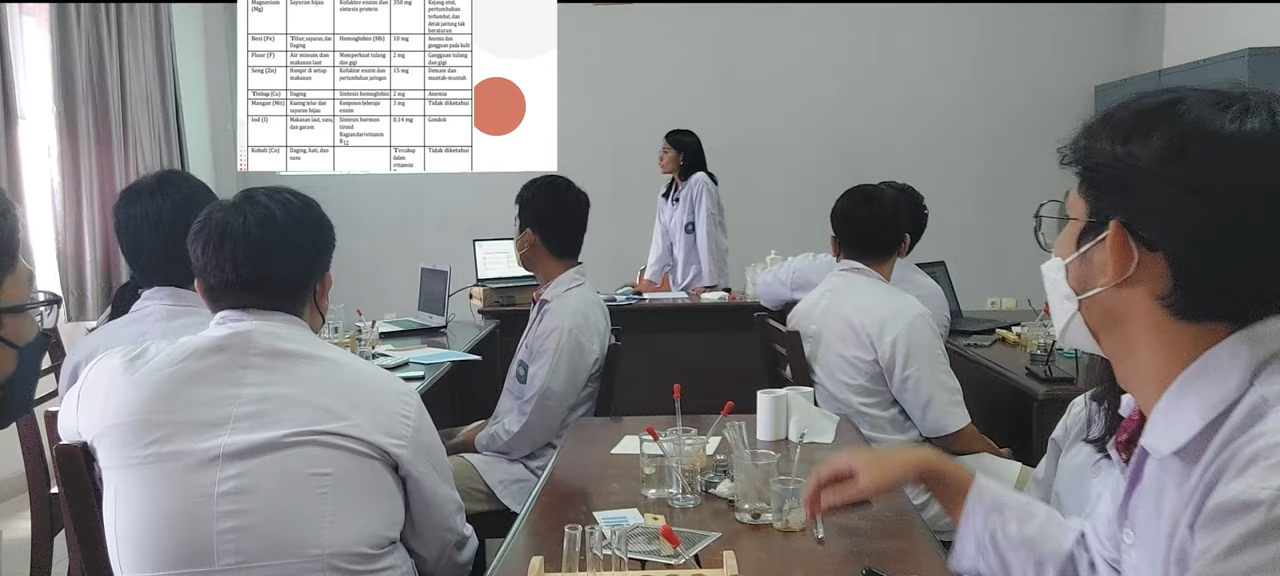 Magnesium (Mg) Sayuran hijau Kofaktor enzim dan sintesis protein 350 mg Kejang otot, pertumbuhan terhambat, dan detak jantung tak beraturan
Besi (Fe) Telur, sayuran, dan Daging Hemoglobin (Hb) 10 mg Anemia dan gangguan pada kulit
Fluor (F) Air minum dan makanan laut Memperkuat tulang dan gigi 2 mg Gangguan tulang dan gigi
Seng (Zn) Hampir di setiap makanan Kofaktor enzim dan pertumbuhan jaringan 15 mg Demam dan muntah-muntah
(Cu) Daging Sintesis hemoglobin 2 mg Anemia
Mangan (Mn) Kuning telur dan sayuran hijau Komponen beberapa enzim 3 mg Tidak diketahui
Iod (I) Makanan laut, susu, dan garam Sintesis hormon tiroid Bagian dari vitamin B12 0,14 mg Gondok
Kobalt (Co) Daging, hati, dan susu Tercakup dalam vitamin Tidak diketahui